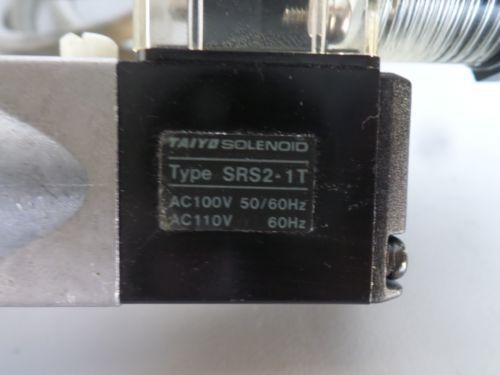 TAIYO SOLENOID
Type SRS2-1T
AC100V 50/60Hz
AC110V 60Hz